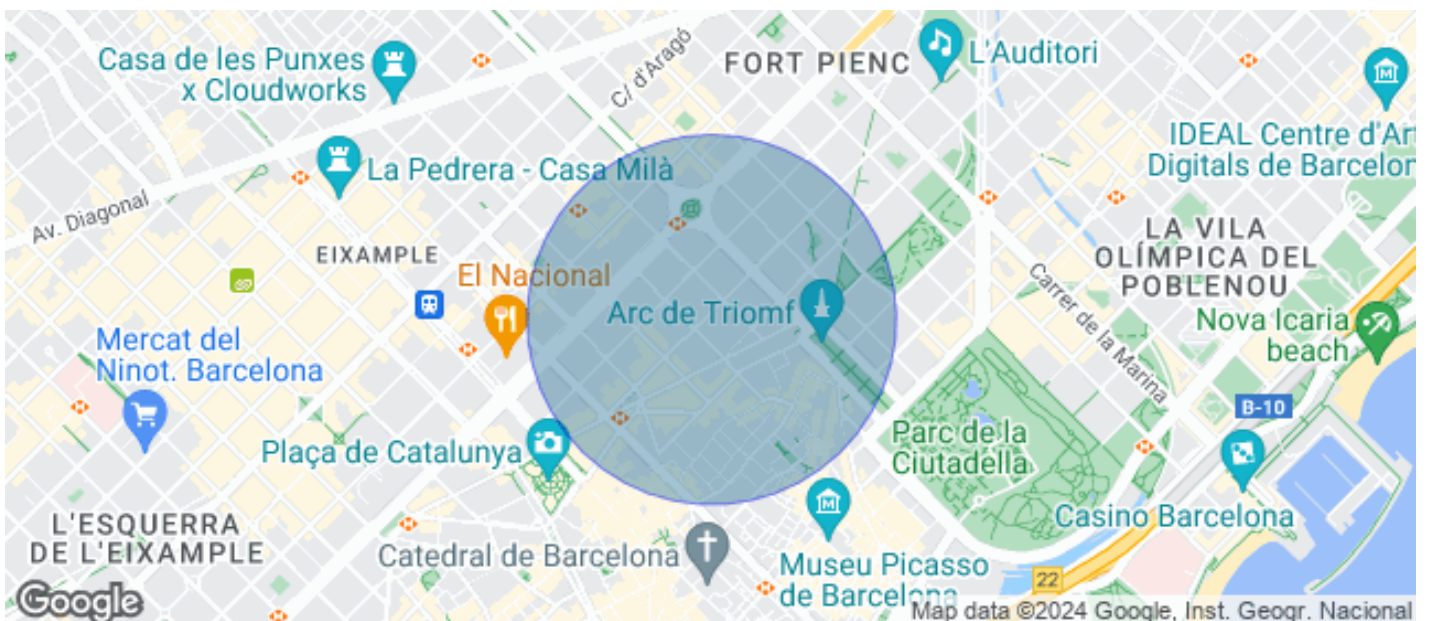 Casa de les Punxes
x Cloudworks
C/ d'Aragó
FORT PIENC
L'Auditori
IDEAL Centre d'Art
Digitals de Barcelon
La Pedrera - Casa Milà
Av. Diagonal
EIXAMPLE
El Nacional
Arc de Triomf
LA VILA
OLÍMPICA DEL
POBLENOU
Carrer de la Marina
Nova Icaria
beach
Mercat del
Ninot. Barcelona
B-10
Plaça de Catalunya
Parc de la
Ciutadella
Casino Barcelona
L'ESQUERRA
DE L'EIXAMPLE
Catedral de Barcelona
Museu Picasso
de Barcelona
22
Google
Map data ©2024 Google, Inst. Geogr. Nacional